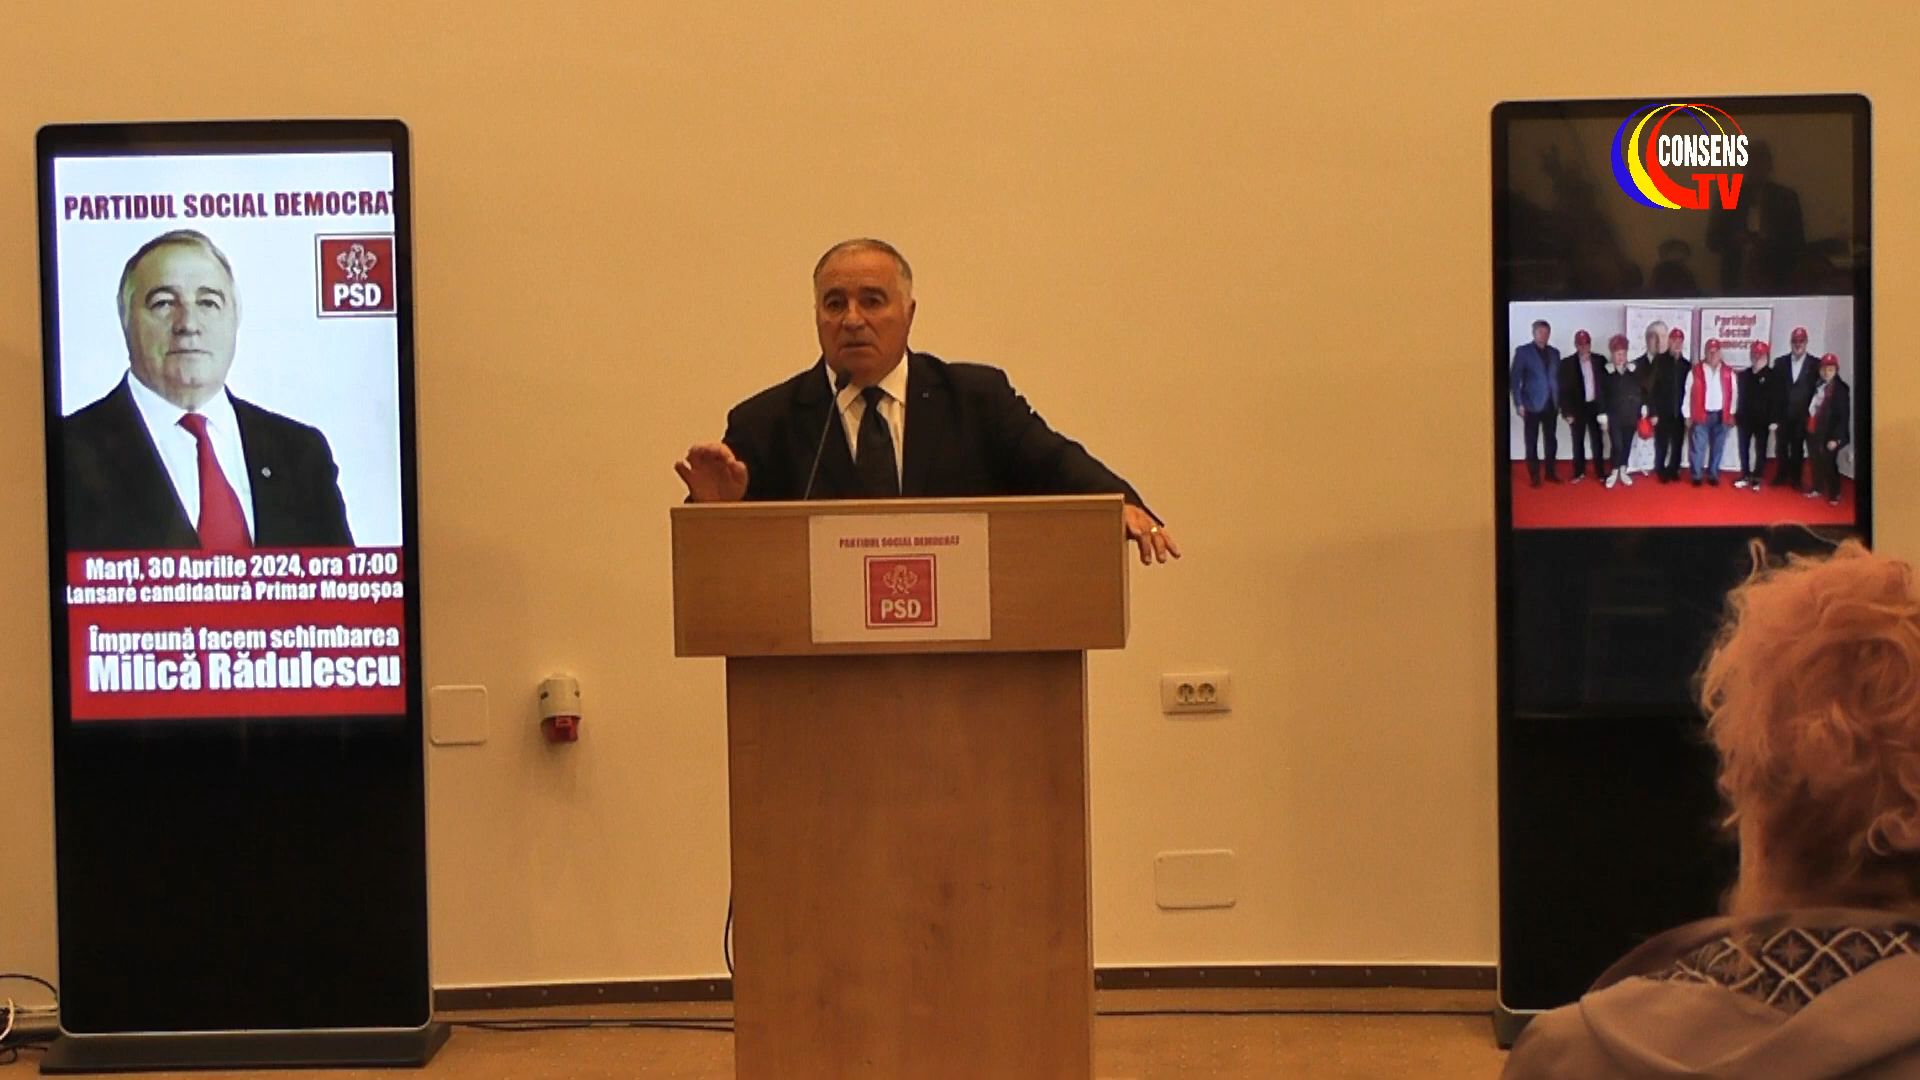 PARTIDUL SOCIAL DEMOCRAT
PSD
Marți, 30 Aprilie 2024, ora 17:00
Lansare candidatură Primar Mogoșoa
Împreună facem schimbarea
Milică Rădulescu
PARTIDUL SOCIAL DEMOCRAT
PSD
CONSENS
TV
Partidul
Social
Democrat